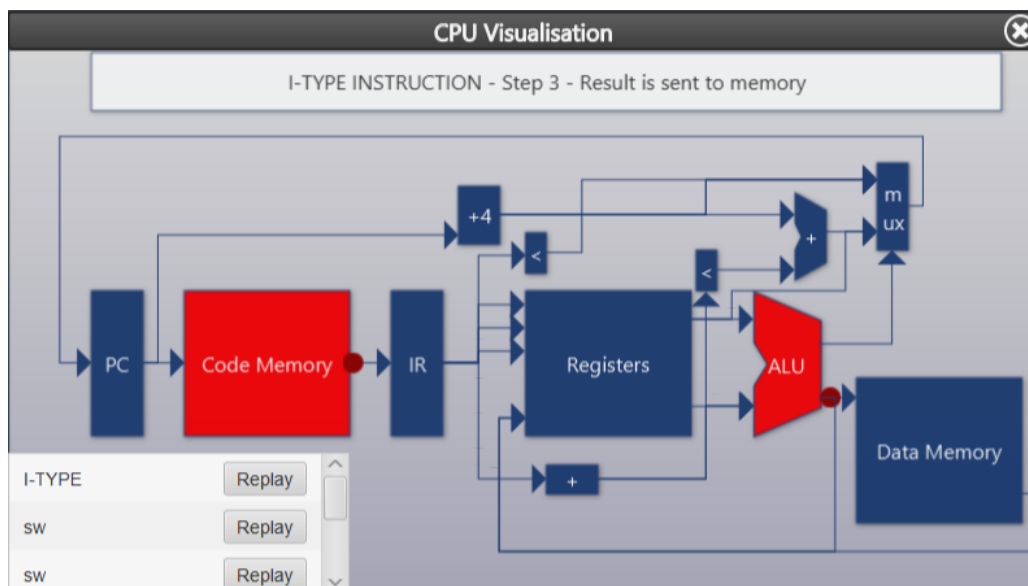 CPU Visualisation
I-TYPE INSTRUCTION - Step 3 - Result is sent to memory
m
ux
+4
+
<
<
PC
Code Memory
IR
Registers
ALU
Data Memory
+
I-TYPE Replay
sw Replay
sw Replay